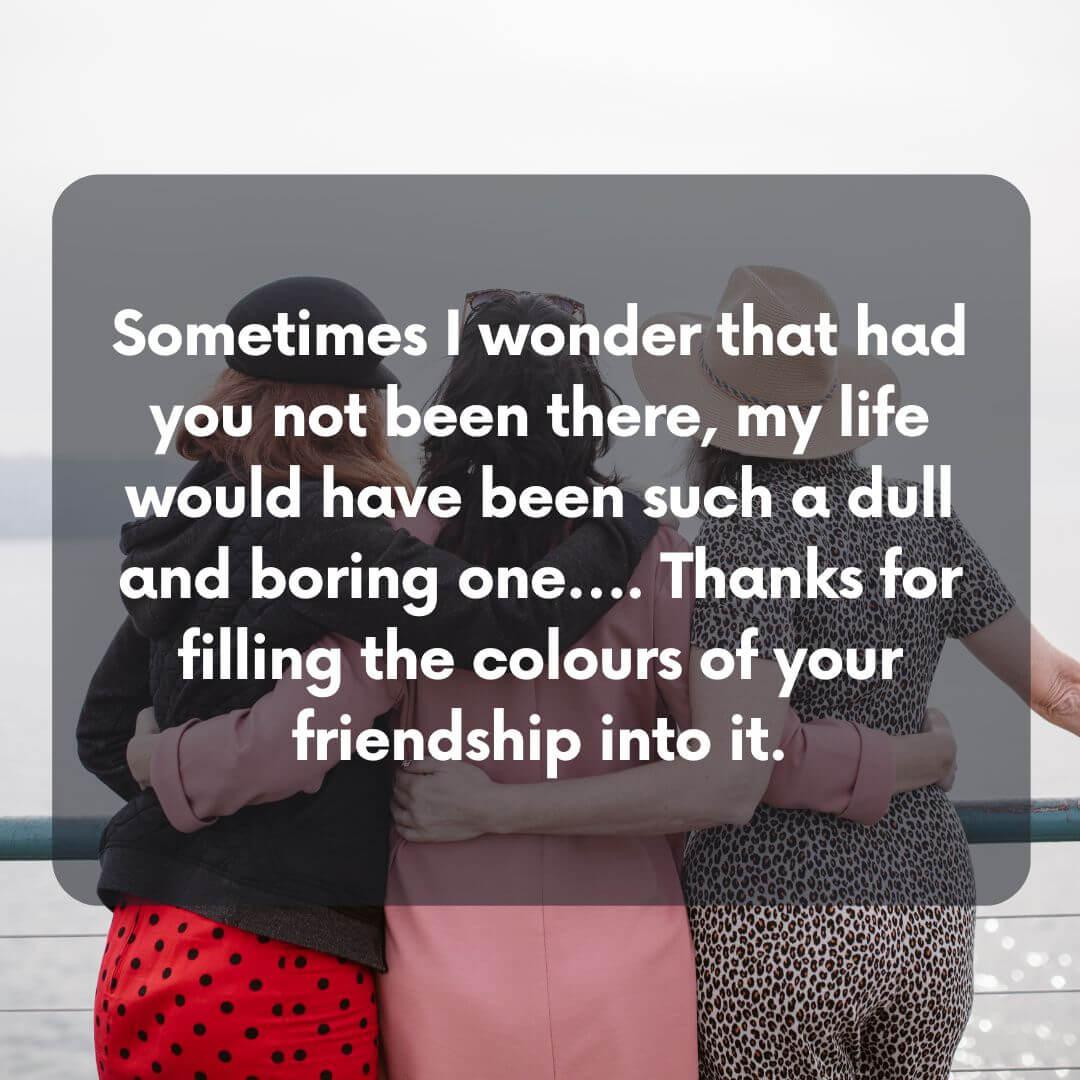 Sometimes I wonder that had
you not been there, my life
would have been such a dull
and boring one.... Thanks for
filling the colours of your
friendship into it.